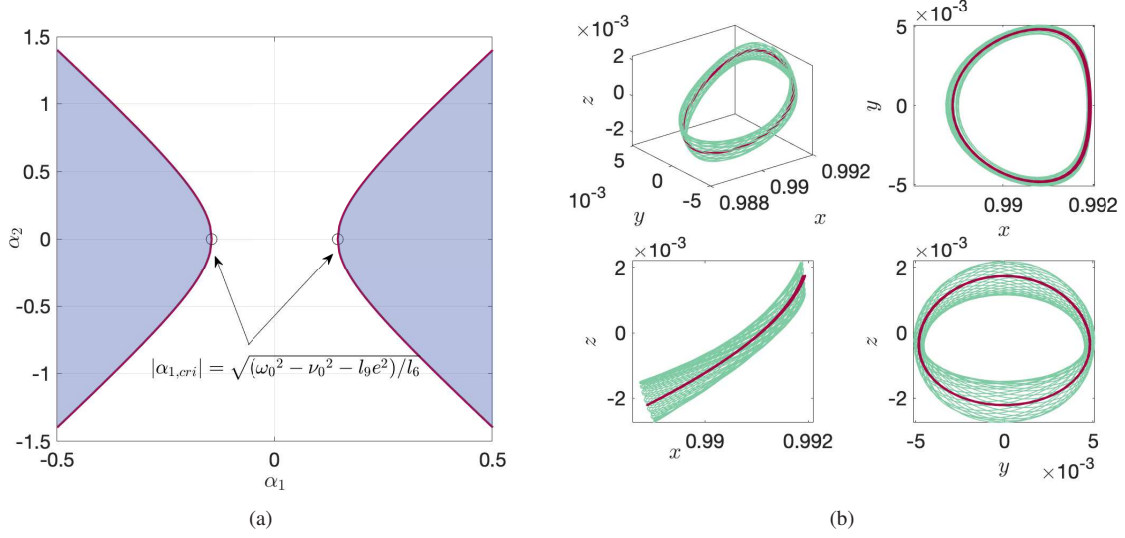 1.5
1
0.5
0
-0.5
-1
-1.5
α₂
-0.5
0
0.5
α₁
|α₁,cri| = √(ω₀² − ν₀² − l₉e²)/l₆
(a)
×10⁻³
2
0
-2
z
5
0
-5
10⁻³
y
0.988
0.99
0.992
x
5 ×10⁻³
0
-5
y
0.99
0.992
x
×10⁻³
2
0
-2
z
x
0.99
0.992
×10⁻³
2
0
-2
z
-5
0
5
y
×10⁻³
(b)